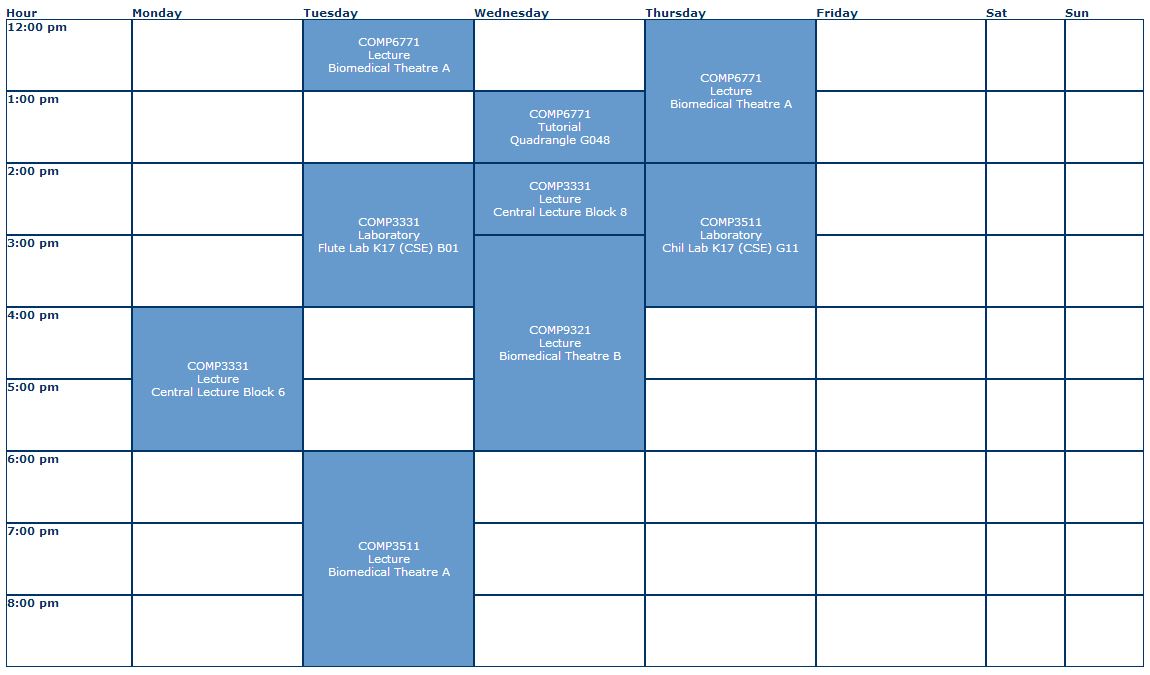 Hour Monday Tuesday Wednesday Thursday Friday Sat Sun
12:00 pm
COMP6771
Lecture
Biomedical Theatre A
COMP6771
Lecture
Biomedical Theatre A
1:00 pm
COMP6771
Tutorial
Quadrangle G048
2:00 pm
COMP3331
Laboratory
Flute Lab K17 (CSE) B01
COMP3331
Lecture
Central Lecture Block 8
COMP3511
Laboratory
Chil Lab K17 (CSE) G11
3:00 pm
COMP9321
Lecture
Biomedical Theatre B
4:00 pm
COMP3331
Lecture
Central Lecture Block 6
5:00 pm
6:00 pm
COMP3511
Lecture
Biomedical Theatre A
7:00 pm
8:00 pm